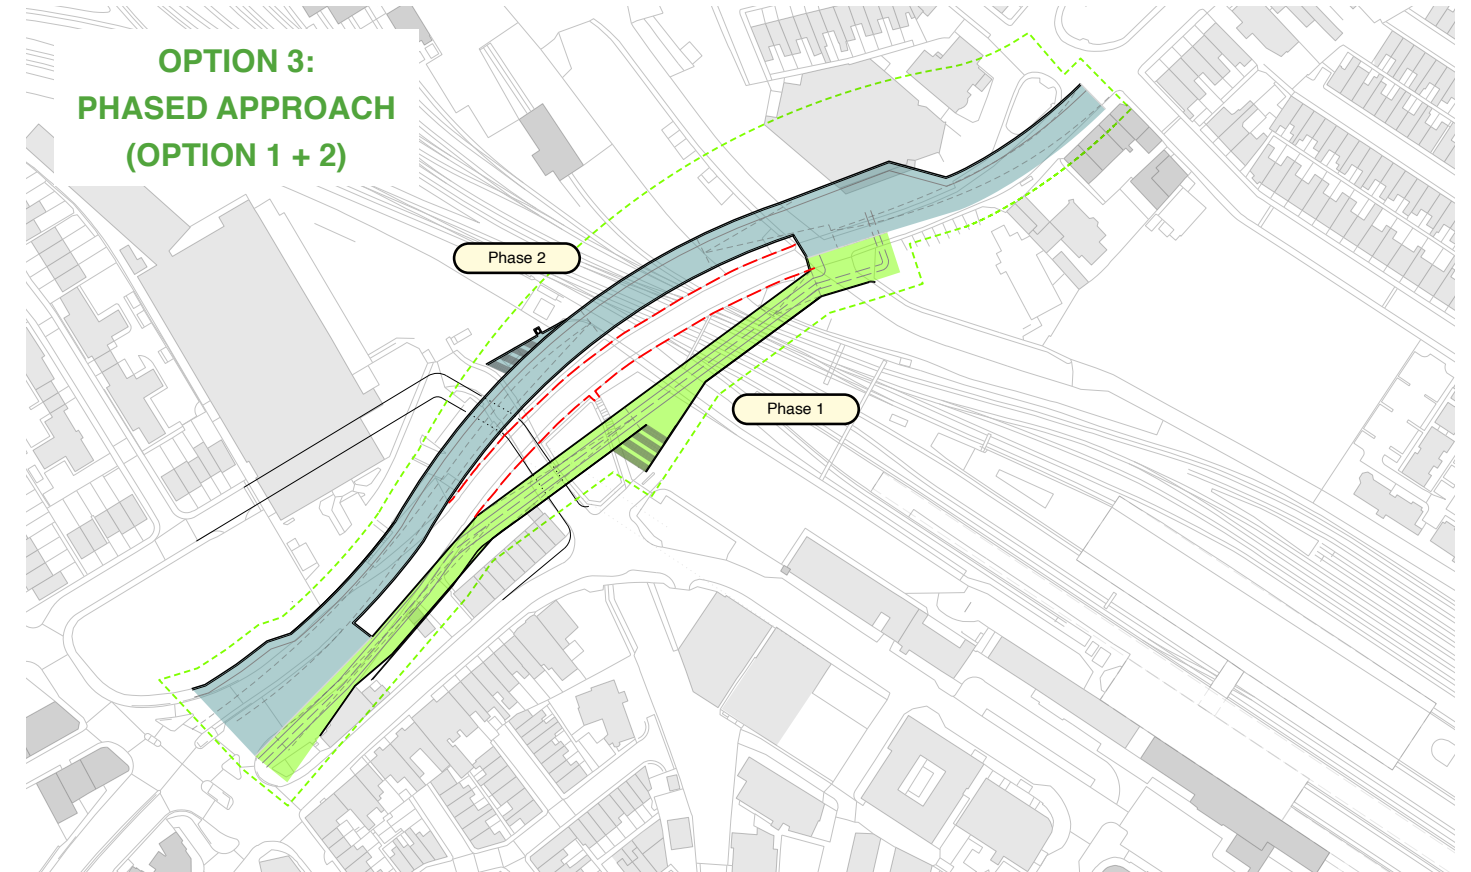 OPTION 3:
PHASED APPROACH
(OPTION 1 + 2)
Phase 2
Phase 1